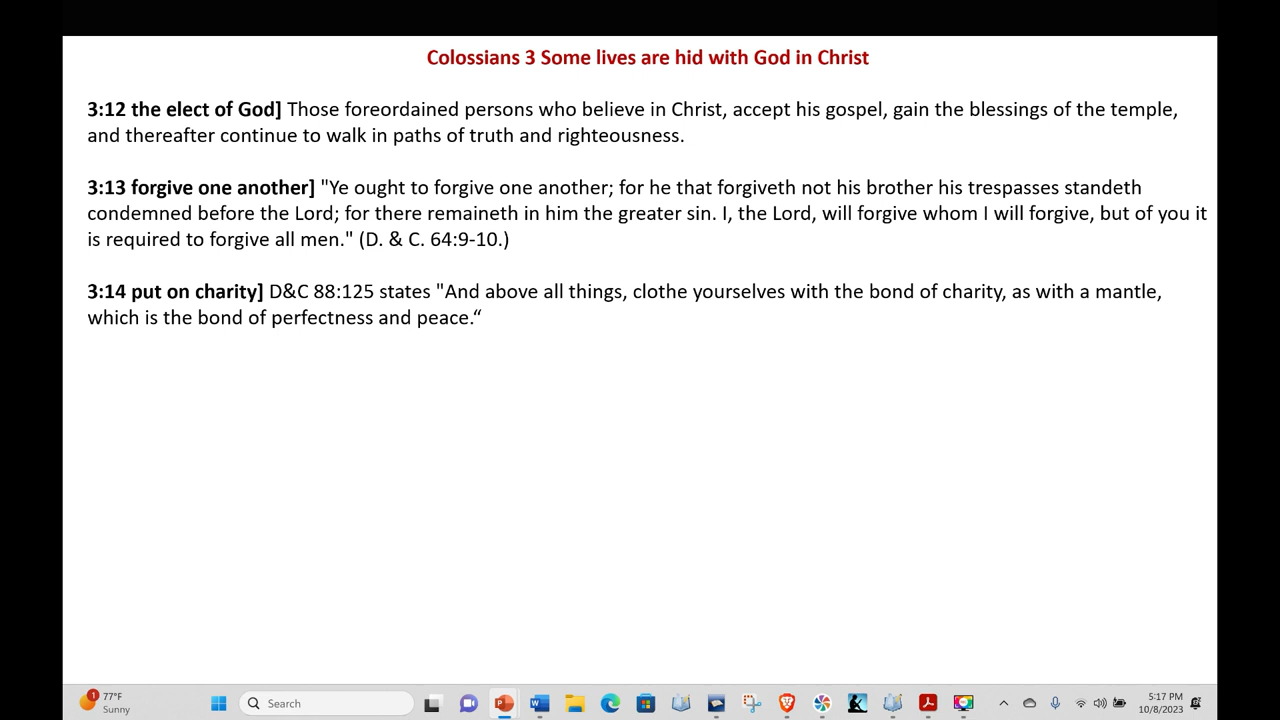 Colossians 3 Some lives are hid with God in Christ
3:12 the elect of God] Those foreordained persons who believe in Christ, accept his gospel, gain the blessings of the temple,
and thereafter continue to walk in paths of truth and righteousness.
3:13 forgive one another] "Ye ought to forgive one another; for he that forgiveth not his brother his trespasses standeth
condemned before the Lord; for there remaineth in him the greater sin. I, the Lord, will forgive whom I will forgive, but of you it
is required to forgive all men." (D. & C. 64:9-10.)
3:14 put on charity] D&C 88:125 states "And above all things, clothe yourselves with the bond of charity, as with a mantle,
which is the bond of perfectness and peace.“
1
77°F
Sunny
Search
5:17 PM
10/8/2023